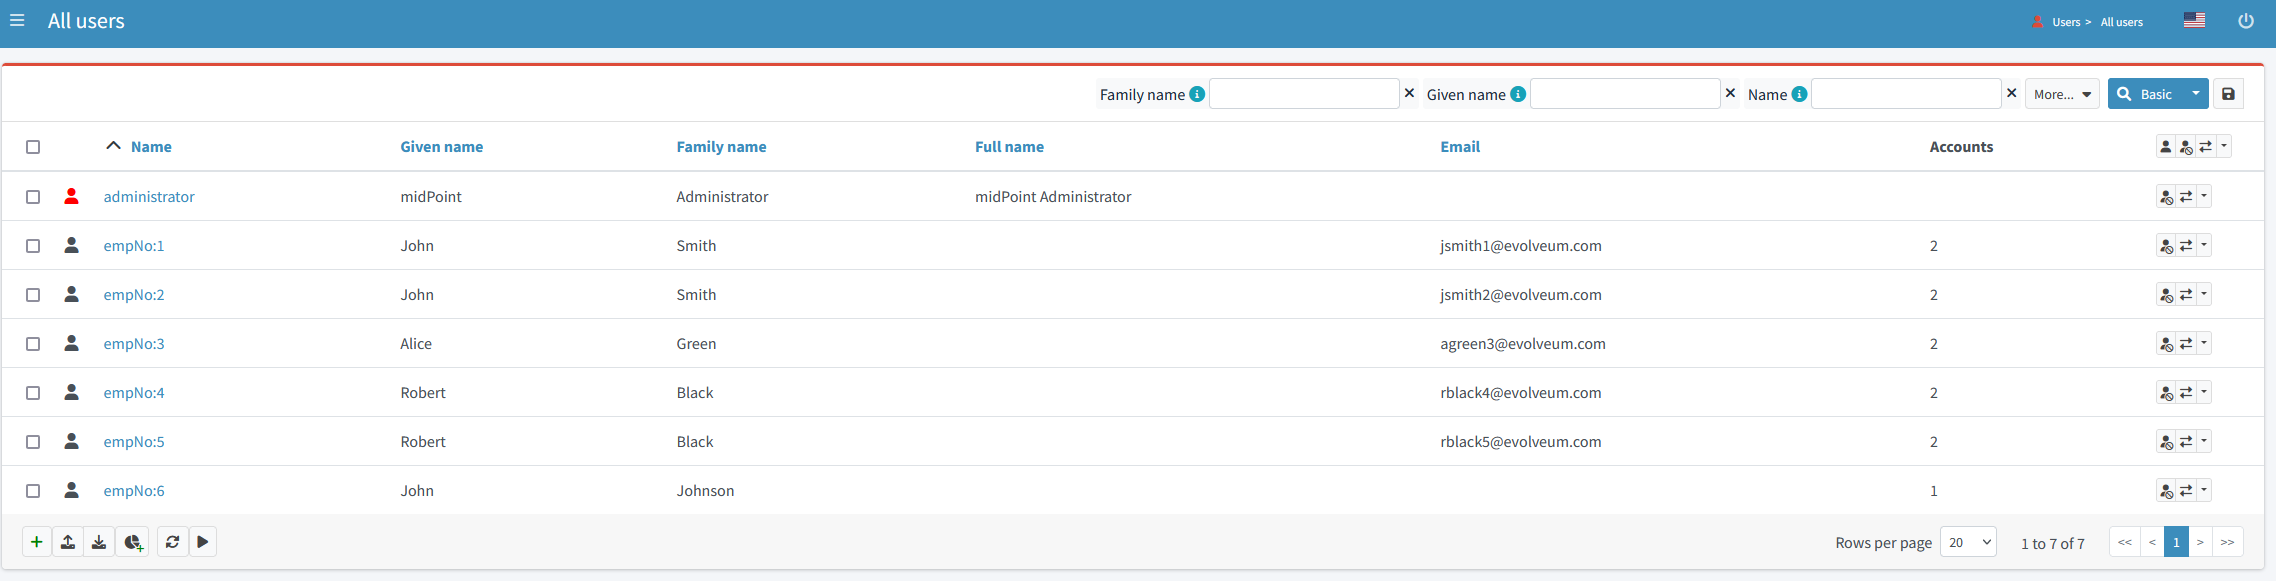 All users
Users > All users
Family name Given name Name More... Basic
Name Given name Family name Full name Email Accounts
administrator midPoint Administrator midPoint Administrator
empNo:1 John Smith jsmith1@evolveum.com 2
empNo:2 John Smith jsmith2@evolveum.com 2
empNo:3 Alice Green agreen3@evolveum.com 2
empNo:4 Robert Black rblack4@evolveum.com 2
empNo:5 Robert Black rblack5@evolveum.com 2
empNo:6 John Johnson 1
Rows per page 20 1 to 7 of 7 << < 1 > >>